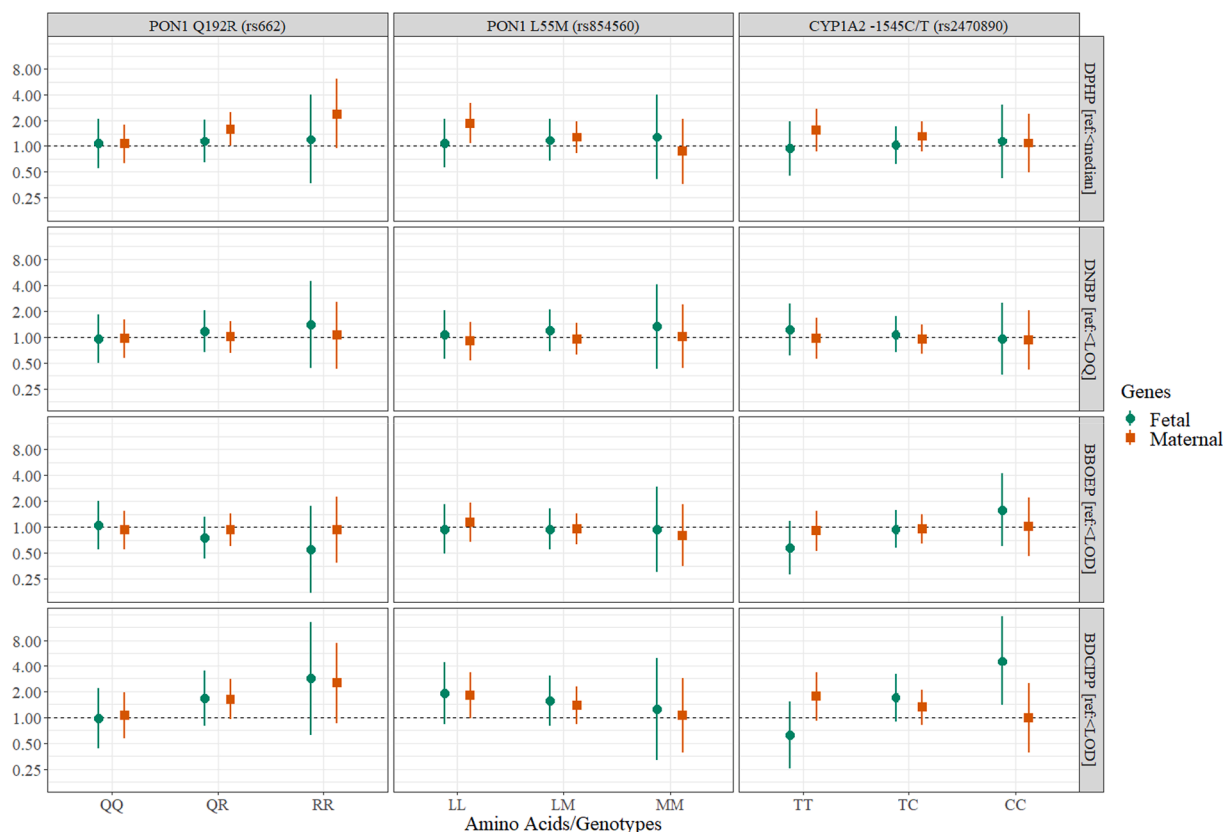 PON1 Q192R (rs662)
PON1 L55M (rs854560)
CYP1A2 -1545C/T (rs2470890)
8.00
4.00
2.00
1.00
0.50
0.25
DPHP [ref:<median]
8.00
4.00
2.00
1.00
0.50
0.25
DNBP [ref:<LOQ]
8.00
4.00
2.00
1.00
0.50
0.25
BBOEP [ref:<LOD]
8.00
4.00
2.00
1.00
0.50
0.25
BDCIPP [ref:<LOD]
QQ
QR
RR
LL
LM
MM
TT
TC
CC
Amino Acids/Genotypes
Genes
Fetal
Maternal